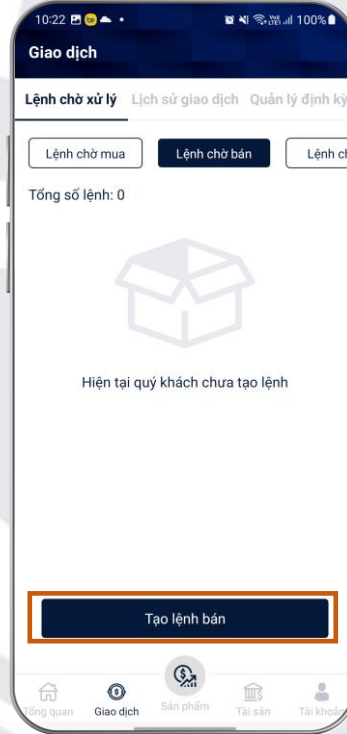 10:22 100%
Giao dịch
Lệnh chờ xử lý Lịch sử giao dịch Quản lý định kỳ
Lệnh chờ mua Lệnh chờ bán Lệnh ch
Tổng số lệnh: 0
Hiện tại quý khách chưa tạo lệnh
Tạo lệnh bán
Tổng quan Giao dịch Sản phẩm Tài sản Tài khoản